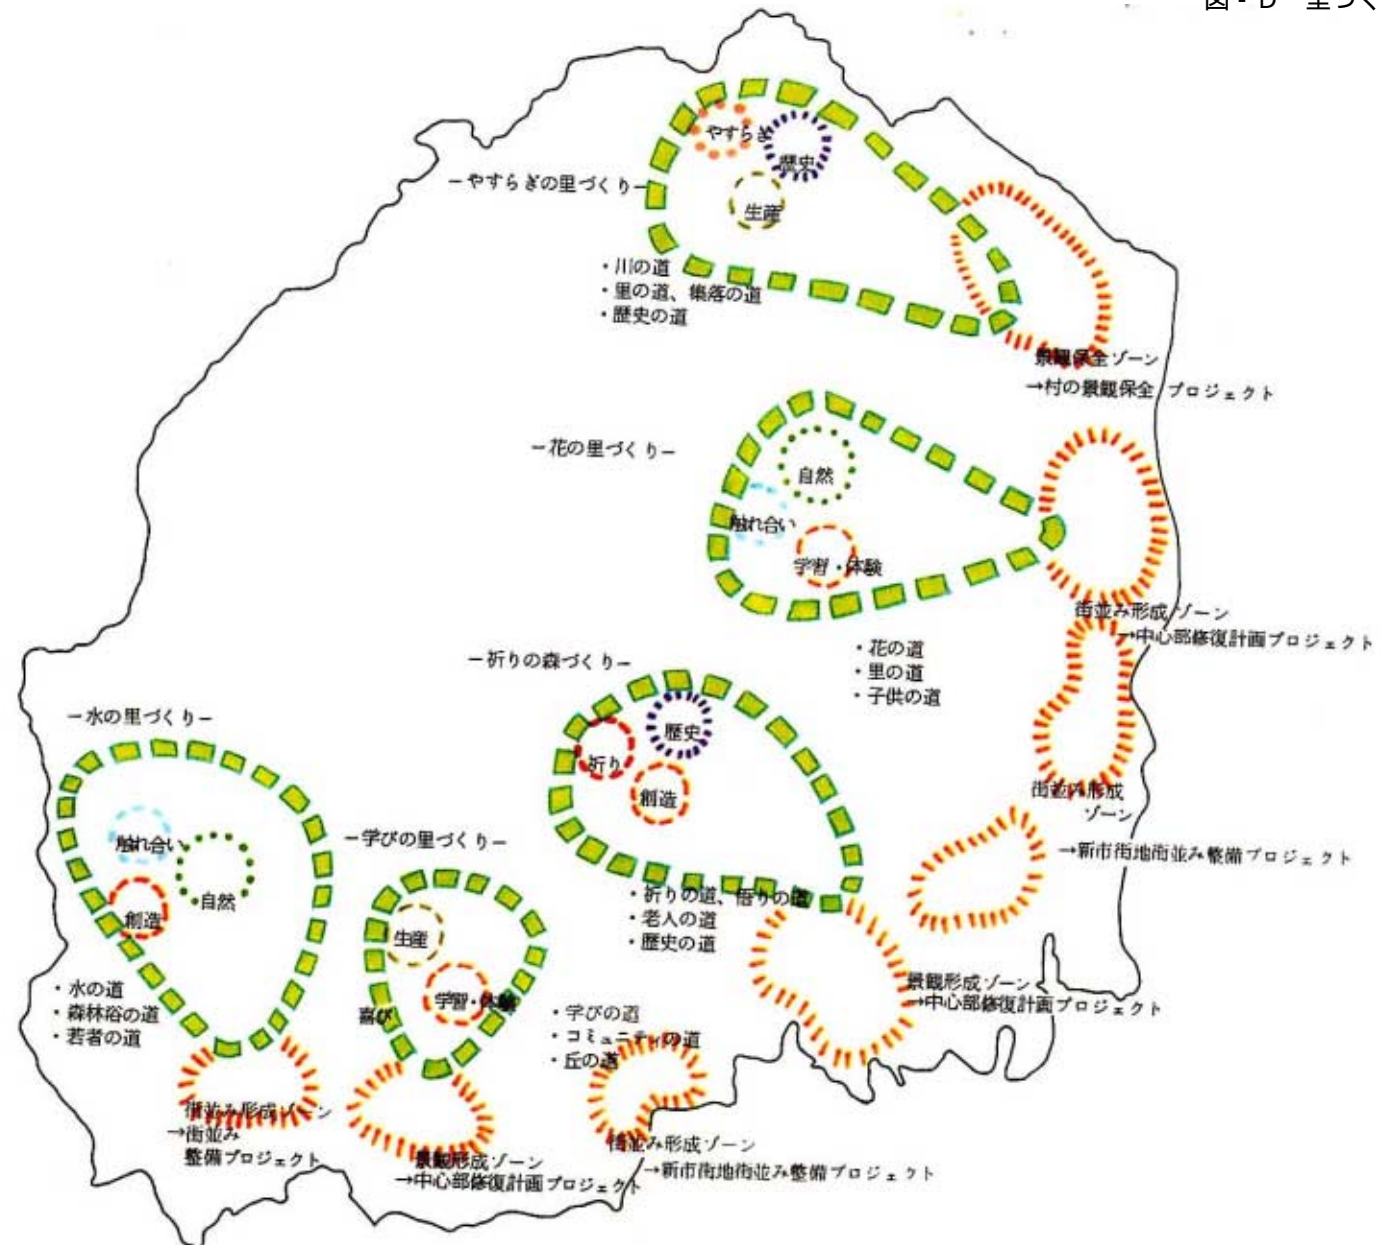 図-D 里づく
やすらぎ
歴史
生産
ーやすらぎの里づくりー
・川の道
・里の道、集落の道
・歴史の道
景観保全ゾーン
→村の景観保全プロジェクト
ー花の里づくりー
自然
触れ合い
学習・体験
街並み形成ゾーン
→中心部修復計画プロジェクト
・花の道
・里の道
・子供の道
ー祈りの森づくりー
歴史
祈り
創造
街並み形成
ゾーン
→新市街地街並み整備プロジェクト
・祈りの道、悟りの道
・老人の道
・歴史の道
景観形成ゾーン
→中心部修復計画プロジェクト
ー水の里づくりー
触れ合い
自然
創造
・水の道
・森林浴の道
・若者の道
街並み形成ゾーン
→街並み
整備プロジェクト
ー学びの里づくりー
生産
学習・体験
喜び
・学びの道
・コミュニティの道
・丘の道
景観形成ゾーン
→中心部修復計画プロジェクト
街並み形成ゾーン
→新市街地街並み整備プロジェクト